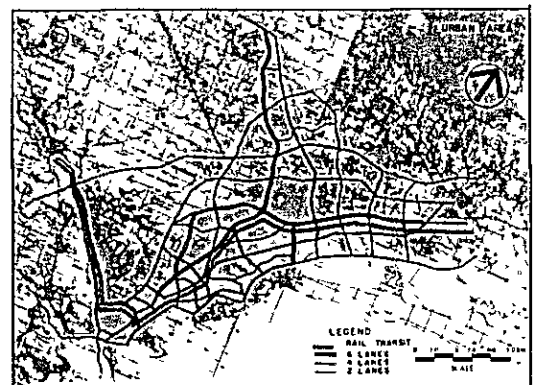 URBAN AREA
LEGEND
RAIL TRANSIT
6 LANES
4 LANES
2 LANES
SCALE